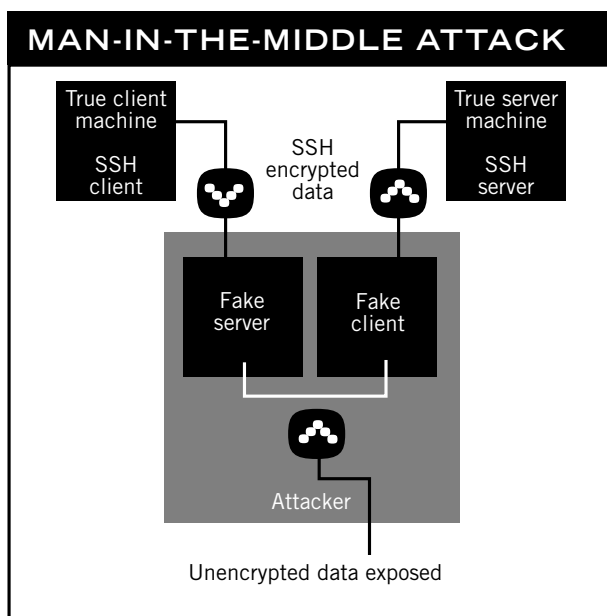 MAN-IN-THE-MIDDLE ATTACK
True client
machine
SSH
client
SSH
encrypted
data
True server
machine
SSH
server
Fake
server
Fake
client
Attacker
Unencrypted data exposed